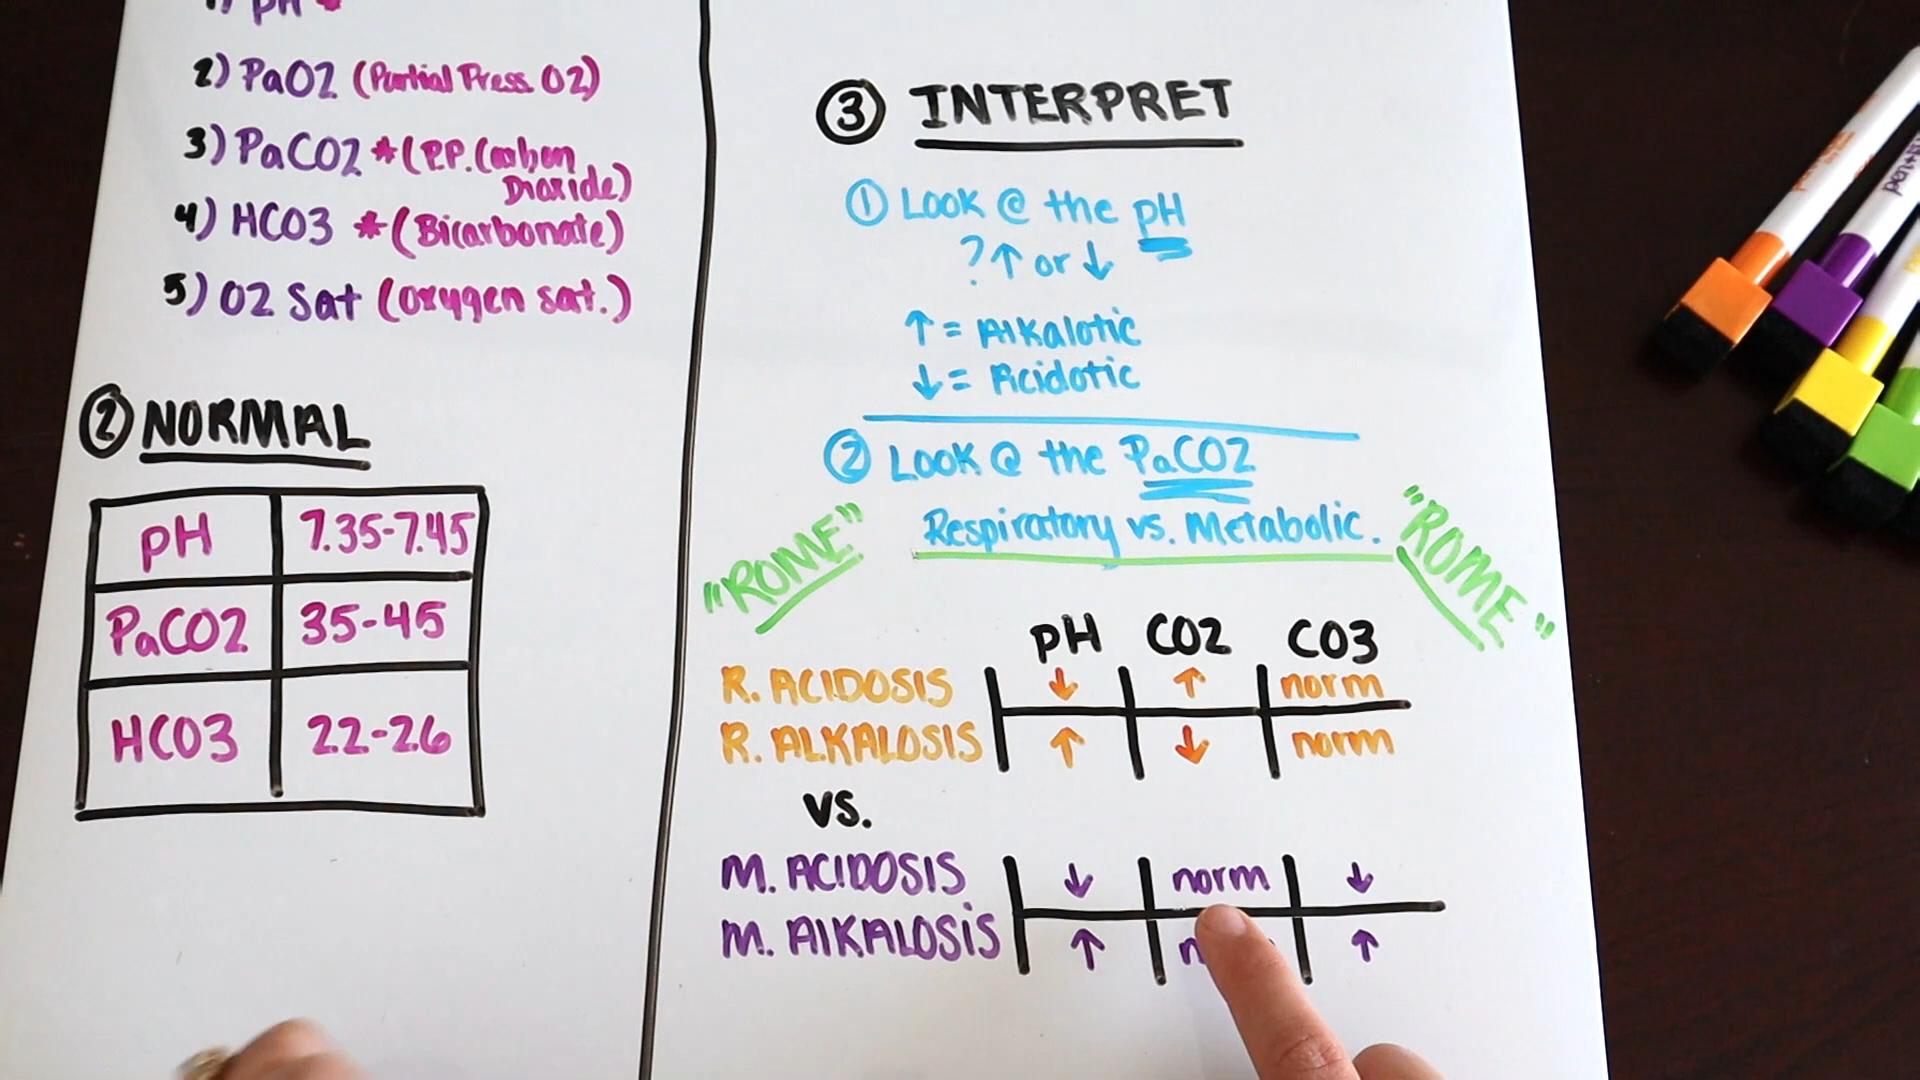 1) pH *
2) PaO2 (Partial Press. O2)
3) PaCO2 * (P.P. Carbon
Dioxide)
4) HCO3 * (Bicarbonate)
5) O2 Sat (oxygen sat.)
② NORMAL
pH 7.35-7.45
PaCO2 35-45
HCO3 22-26
③ INTERPRET
① Look @ the pH
? ↑ or ↓
↑ = Alkalotic
↓ = Acidotic
② Look @ the PaCO2
Respiratory vs. Metabolic.
"ROME"
"ROME"
pH CO2 CO3
R. ACIDOSIS ↓ ↑ norm
R. ALKALOSIS ↑ ↓ norm
VS.
M. ACIDOSIS ↓ norm ↓
M. AlKALOSiS ↑ ↑